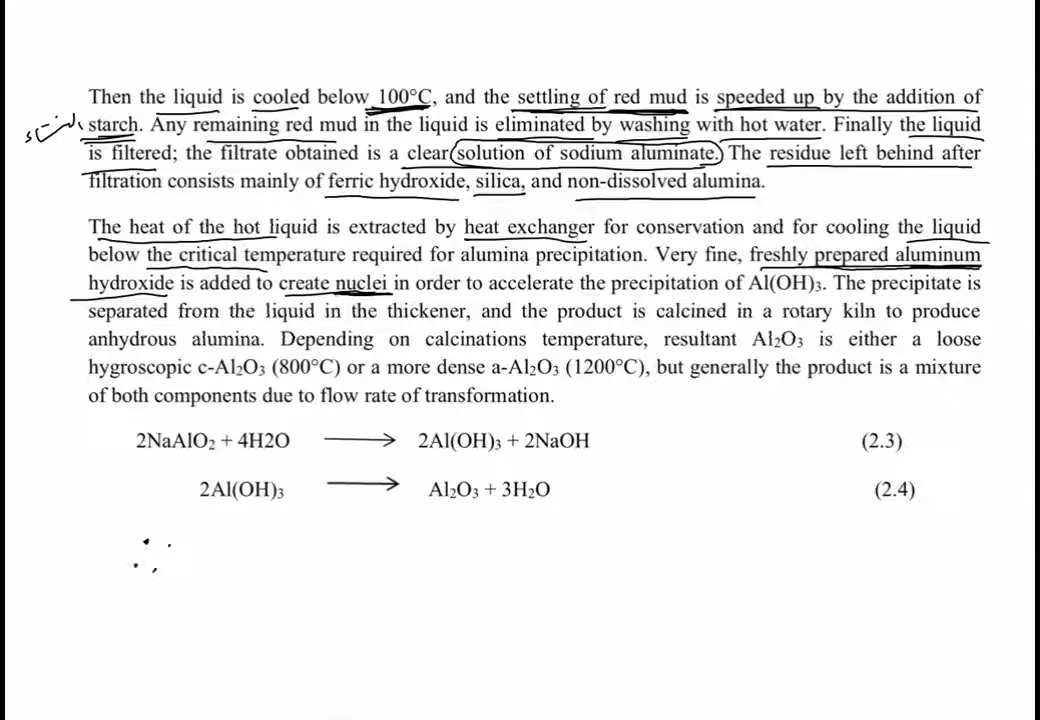 Then the liquid is cooled below 100°C, and the settling of red mud is speeded up by the addition of
النشاء starch. Any remaining red mud in the liquid is eliminated by washing with hot water. Finally the liquid
is filtered; the filtrate obtained is a clear solution of sodium aluminate. The residue left behind after
filtration consists mainly of ferric hydroxide, silica, and non-dissolved alumina.
The heat of the hot liquid is extracted by heat exchanger for conservation and for cooling the liquid
below the critical temperature required for alumina precipitation. Very fine, freshly prepared aluminum
hydroxide is added to create nuclei in order to accelerate the precipitation of Al(OH)₃. The precipitate is
separated from the liquid in the thickener, and the product is calcined in a rotary kiln to produce
anhydrous alumina. Depending on calcinations temperature, resultant Al₂O₃ is either a loose
hygroscopic c-Al₂O₃ (800°C) or a more dense a-Al₂O₃ (1200°C), but generally the product is a mixture
of both components due to flow rate of transformation.
2NaAlO₂ + 4H2O ⟶ 2Al(OH)₃ + 2NaOH (2.3)
2Al(OH)₃ ⟶ Al₂O₃ + 3H₂O (2.4)